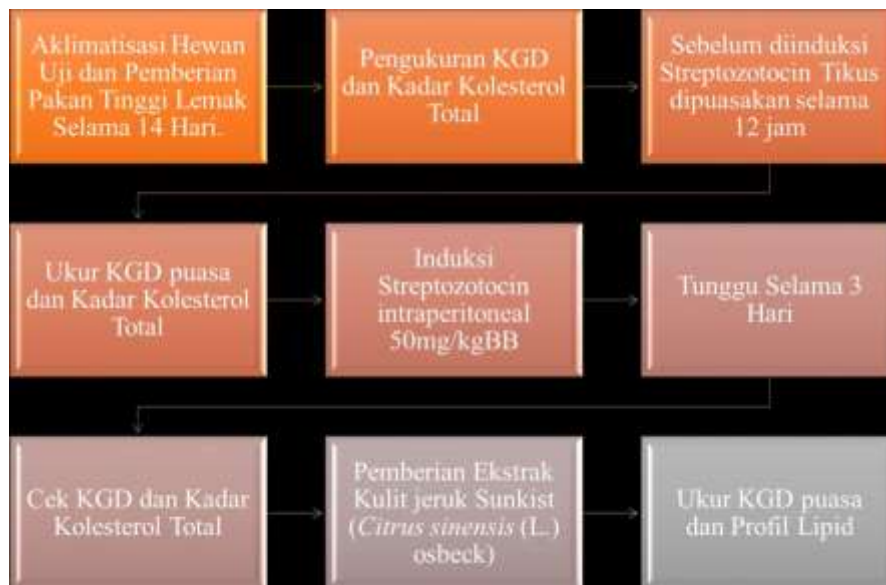 Aklimatisasi Hewan
Uji dan Pemberian
Pakan Tinggi Lemak
Selama 14 Hari.
Pengukuran KGD
dan Kadar Kolesterol
Total
Sebelum diinduksi
Streptozotocin Tikus
dipuasakan selama
12 jam
Ukur KGD puasa
dan Kadar Kolesterol
Total
Induksi
Streptozotocin
intraperitoneal
50mg/kgBB
Tunggu Selama 3
Hari
Cek KGD dan Kadar
Kolesterol Total
Pemberian Ekstrak
Kulit jeruk Sunkist
(Citrus sinensis (L.)
osbeck)
Ukur KGD puasa
dan Profil Lipid